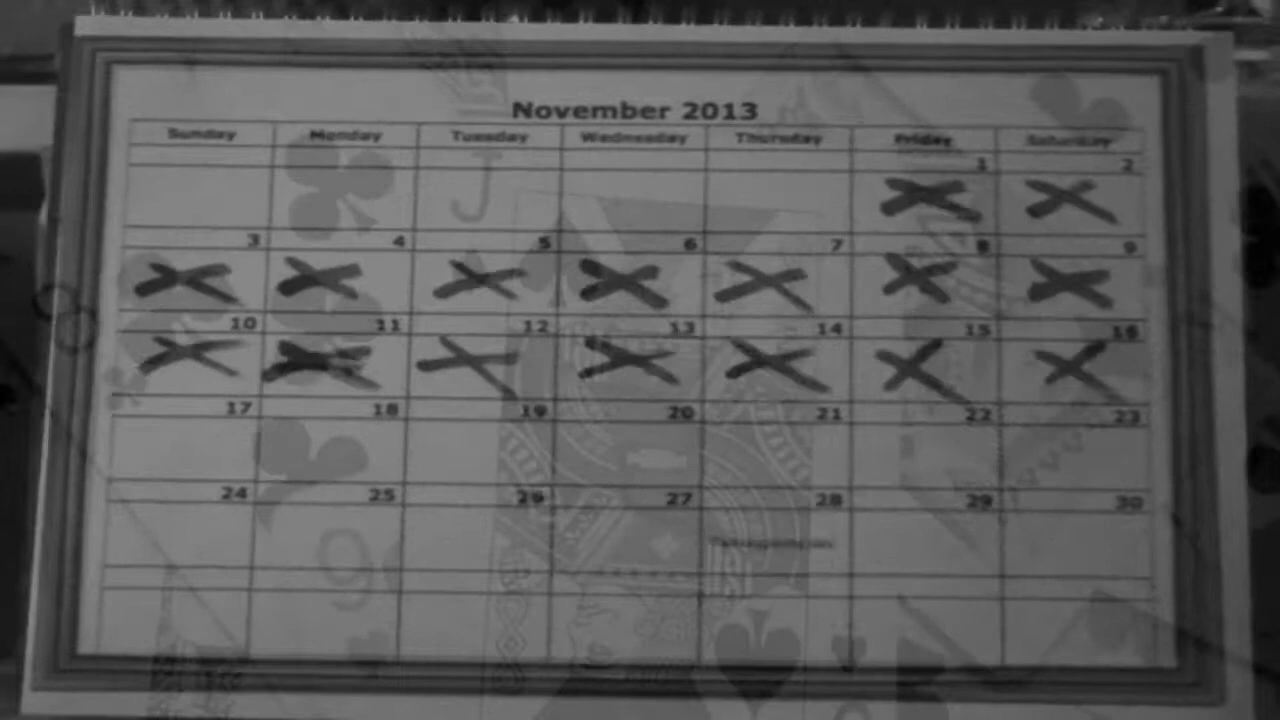 November 2013
Sunday Monday Tuesday Wednesday Thursday Friday Saturday
1 2
3 4 5 6 7 8 9
10 11 12 13 14 15 16
17 18 19 20 21 22 23
24 25 26 27 28 29 30
J
9